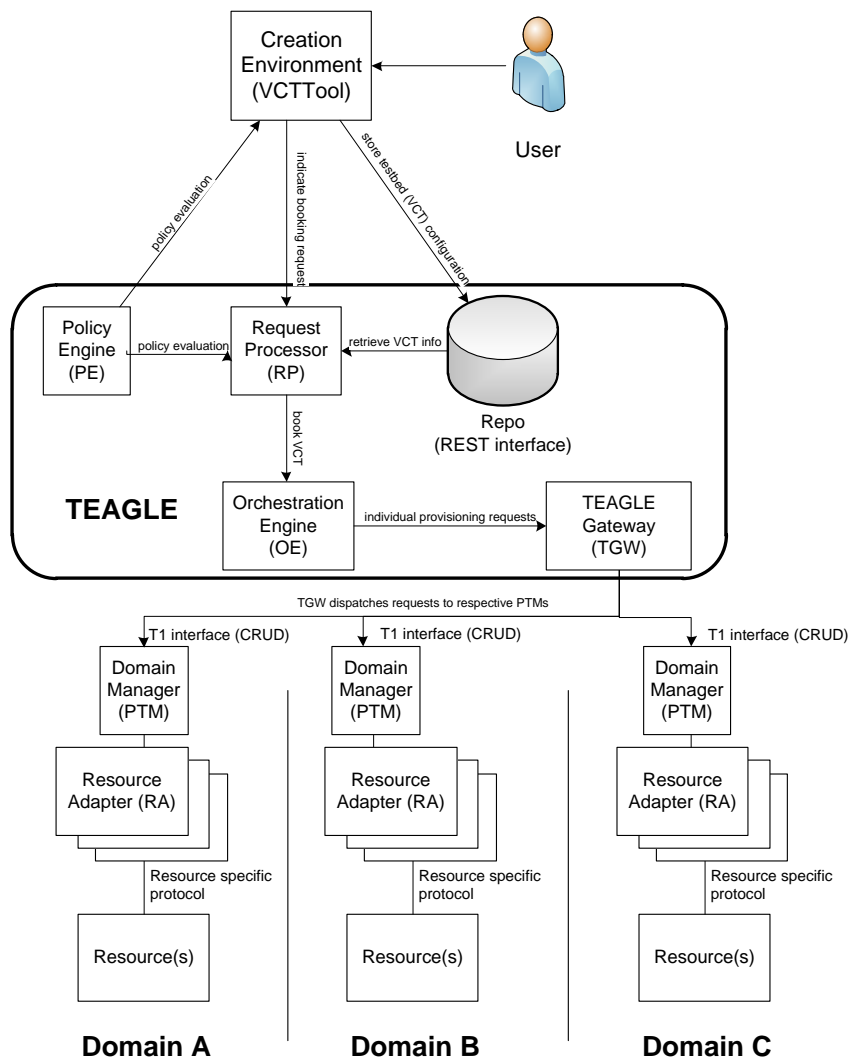 Creation
Environment
(VCTTool)
User
policy evaluation
indicate booking request
store testbed (VCT) configuration
Policy
Engine
(PE)
policy evaluation
Request
Processor
(RP)
retrieve VCT info
Repo
(REST interface)
book VCT
TEAGLE
Orchestration
Engine
(OE)
individual provisioning requests
TEAGLE
Gateway
(TGW)
TGW dispatches requests to respective PTMs
T1 interface (CRUD)
T1 interface (CRUD)
T1 interface (CRUD)
Domain
Manager
(PTM)
Domain
Manager
(PTM)
Domain
Manager
(PTM)
Resource
Adapter (RA)
Resource
Adapter (RA)
Resource
Adapter (RA)
Resource specific
protocol
Resource specific
protocol
Resource specific
protocol
Resource(s)
Resource(s)
Resource(s)
Domain A
Domain B
Domain C